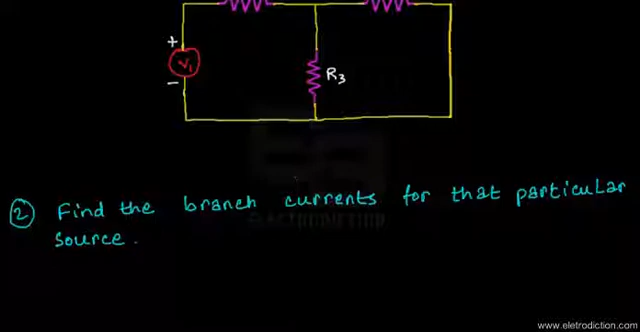 +
V1
−
R3
② Find the branch currents for that particular
source.
www.eletrodiction.com